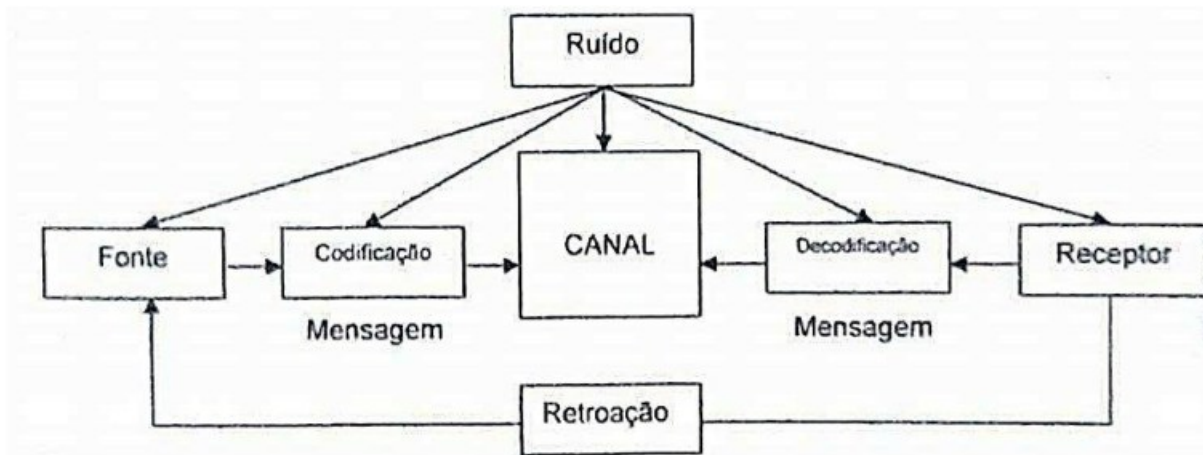 Ruído
Fonte
Codificação
CANAL
Decodificação
Receptor
Mensagem
Mensagem
Retroação